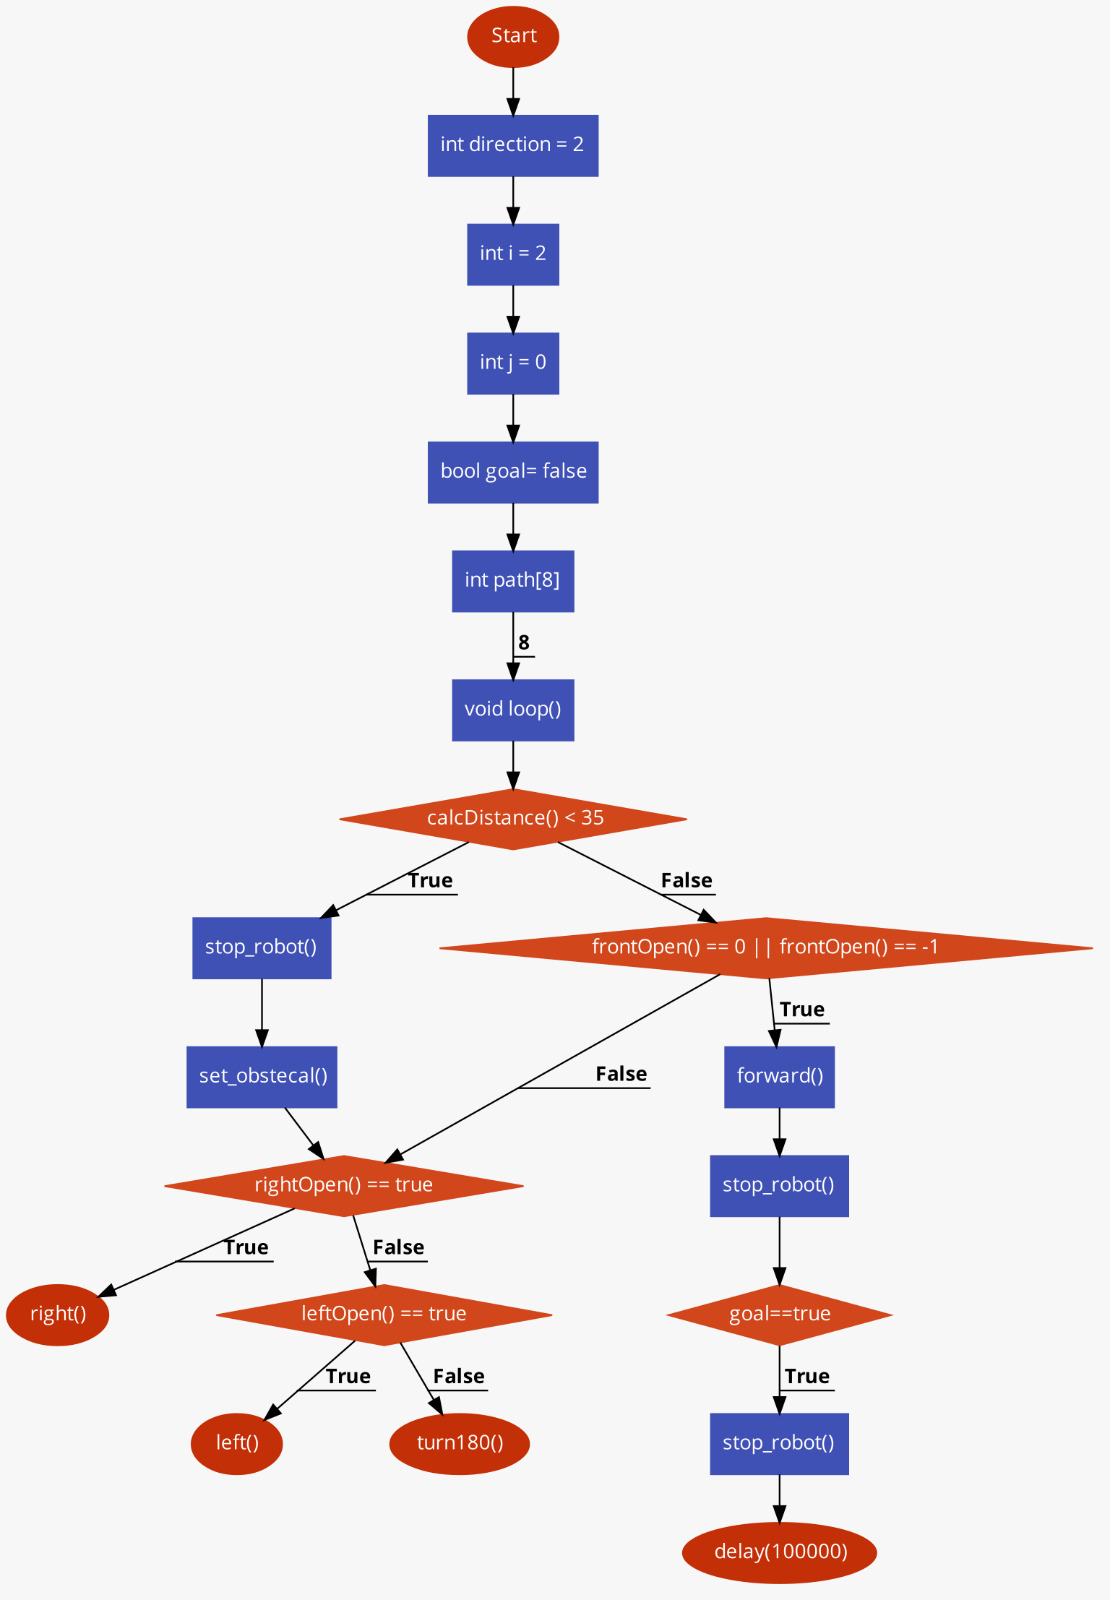 Start
int direction = 2
int i = 2
int j = 0
bool goal= false
int path[8]
8
void loop()
calcDistance() < 35
True
False
stop_robot()
frontOpen() == 0 || frontOpen() == -1
True
set_obstecal()
False
forward()
rightOpen() == true
stop_robot()
True
False
right()
leftOpen() == true
goal==true
True
False
True
left()
turn180()
stop_robot()
delay(100000)